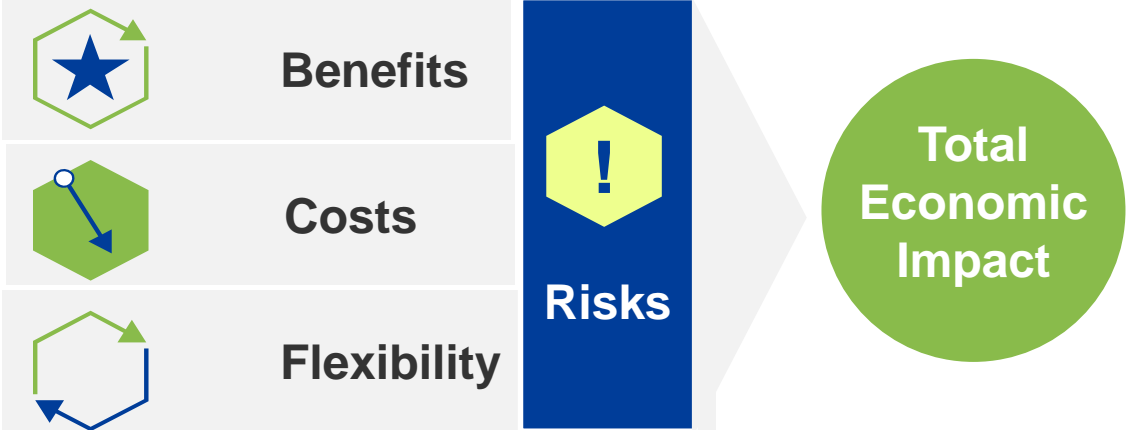 Benefits
Costs
Flexibility
!
Risks
Total
Economic
Impact